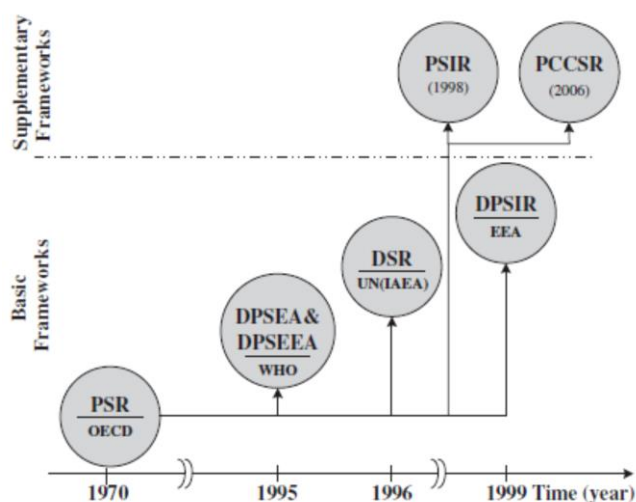 Supplementary
Frameworks
PSIR
(1998)
PCCSR
(2006)
Basic
Frameworks
DPSIR
EEA
DSR
UN(IAEA)
DPSEA&
DPSEEA
WHO
PSR
OECD
1970
1995
1996
1999
Time (year)